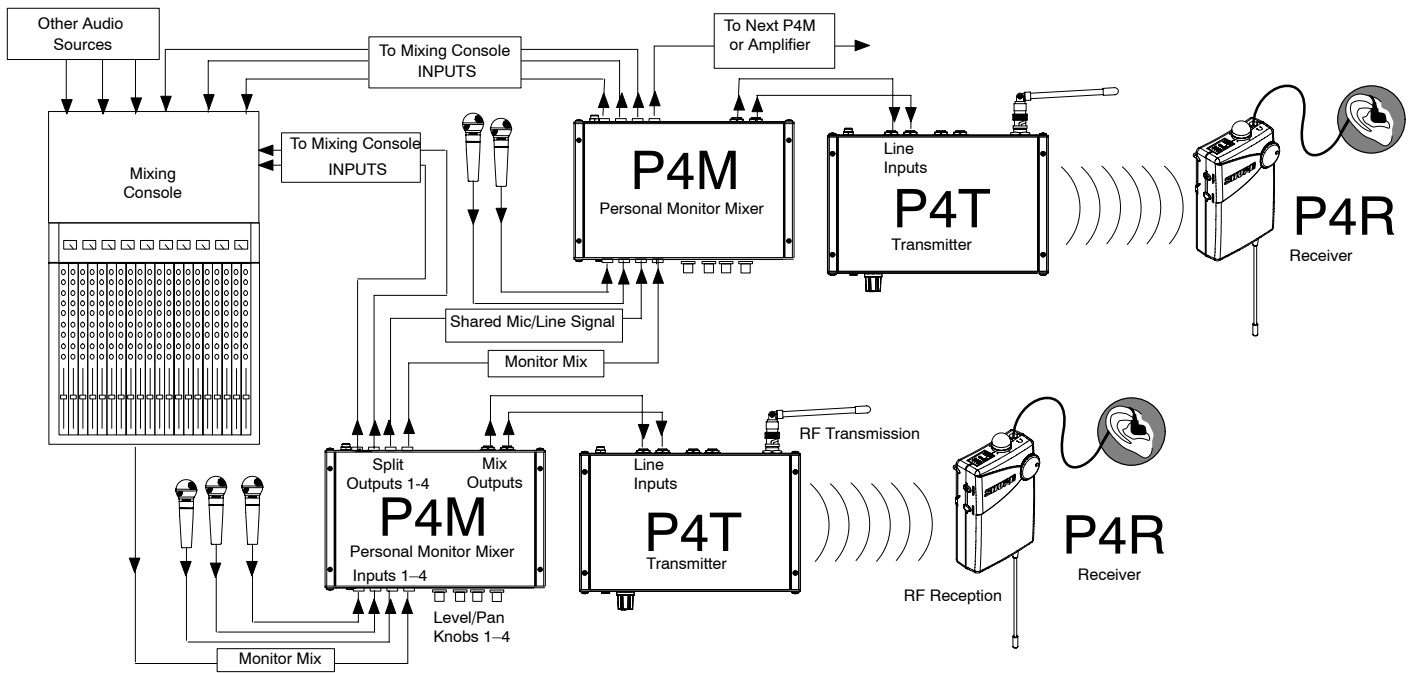 Other Audio
Sources
To Mixing Console
INPUTS
To Next P4M
or Amplifier
To Mixing Console
INPUTS
Mixing
Console
P4M
Personal Monitor Mixer
Line
Inputs
P4T
Transmitter
SHURE
P4R
Receiver
Shared Mic/Line Signal
Monitor Mix
RF Transmission
Split
Outputs 1-4
Mix
Outputs
P4M
Personal Monitor Mixer
Inputs 1–4
Line
Inputs
P4T
Transmitter
SHURE
P4R
Receiver
RF Reception
Level/Pan
Knobs 1–4
Monitor Mix